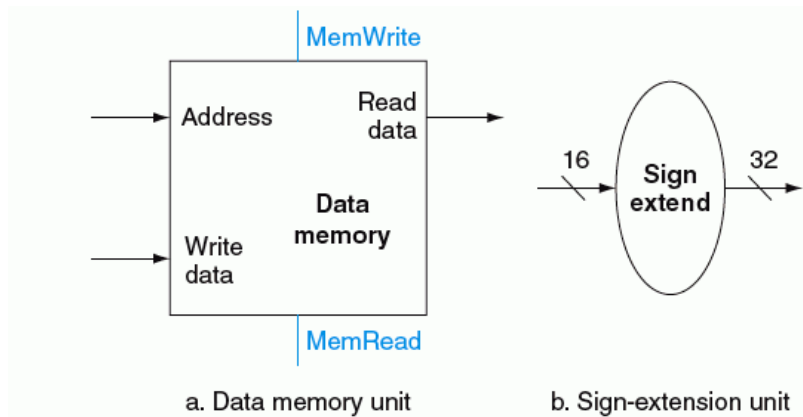 MemWrite
Address
Read
data
Data
memory
Write
data
MemRead
a. Data memory unit
16
Sign
extend
32
b. Sign-extension unit